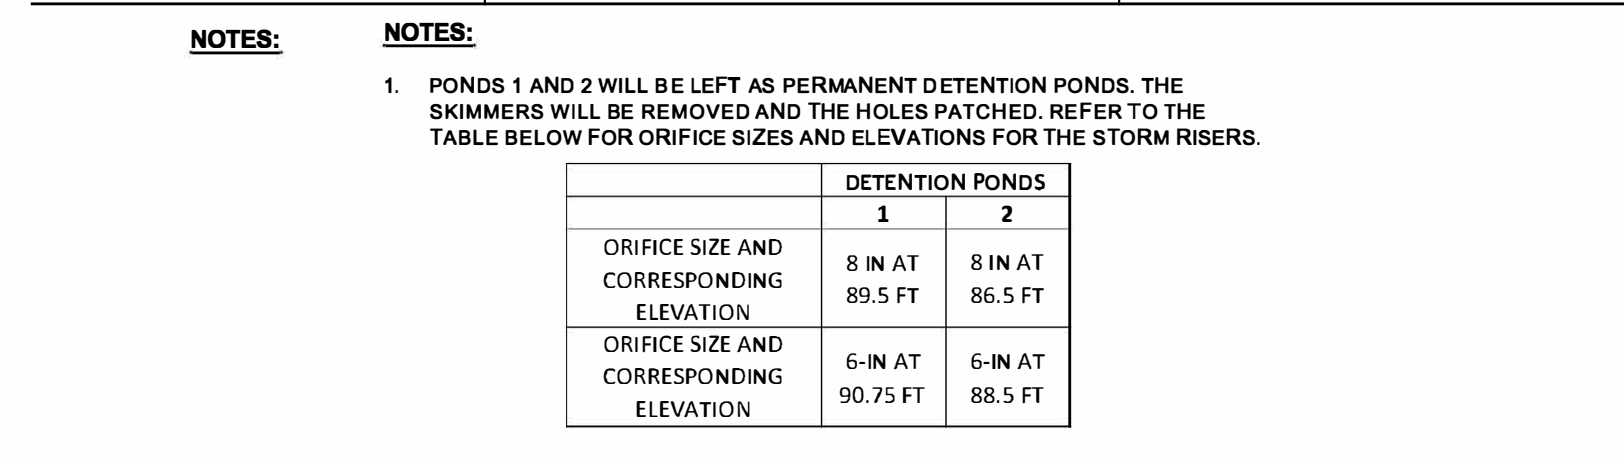 NOTES:
NOTES:
1. PONDS 1 AND 2 WILL BE LEFT AS PERMANENT DETENTION PONDS. THE
SKIMMERS WILL BE REMOVED AND THE HOLES PATCHED. REFER TO THE
TABLE BELOW FOR ORIFICE SIZES AND ELEVATIONS FOR THE STORM RISERS.
DETENTION PONDS
1 2
ORIFICE SIZE AND
CORRESPONDING
ELEVATION
8 IN AT
89.5 FT
8 IN AT
86.5 FT
ORIFICE SIZE AND
CORRESPONDING
ELEVATION
6-IN AT
90.75 FT
6-IN AT
88.5 FT